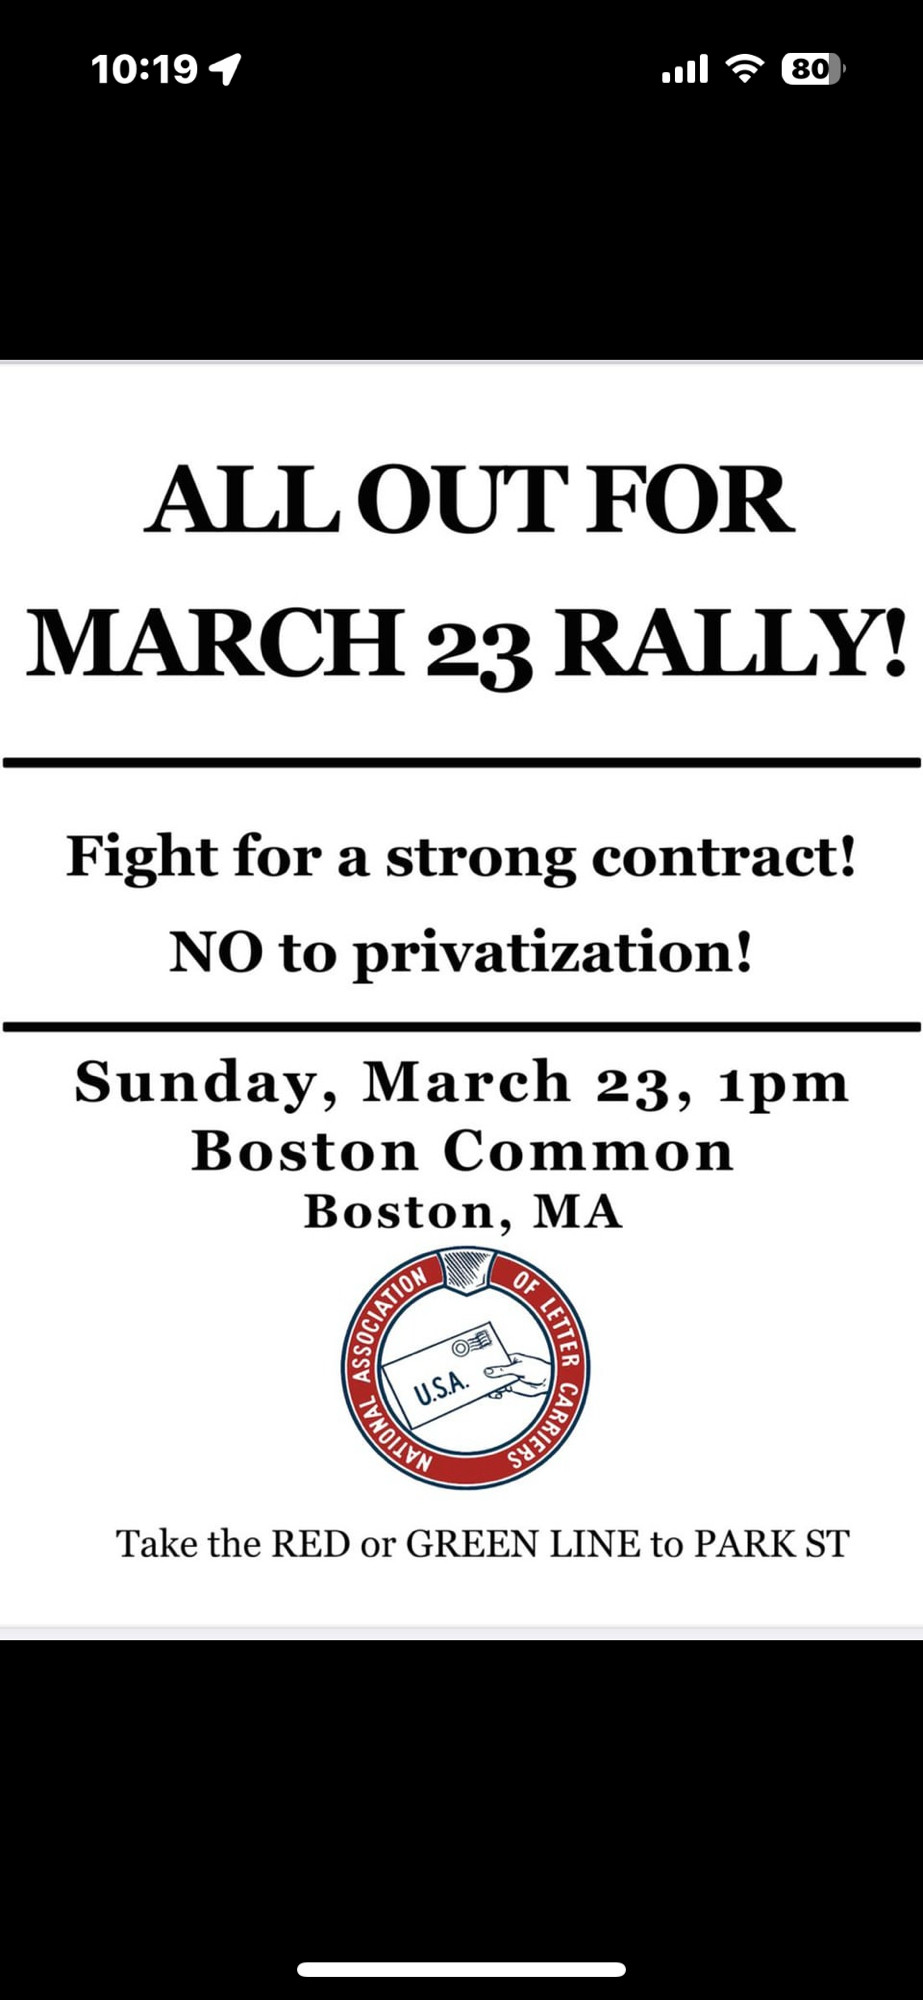 10:19
80
ALL OUT FOR
MARCH 23 RALLY!
Fight for a strong contract!
NO to privatization!
Sunday, March 23, 1pm
Boston Common
Boston, MA
NATIONAL ASSOCIATION OF LETTER CARRIERS
U.S.A.
Take the RED or GREEN LINE to PARK ST